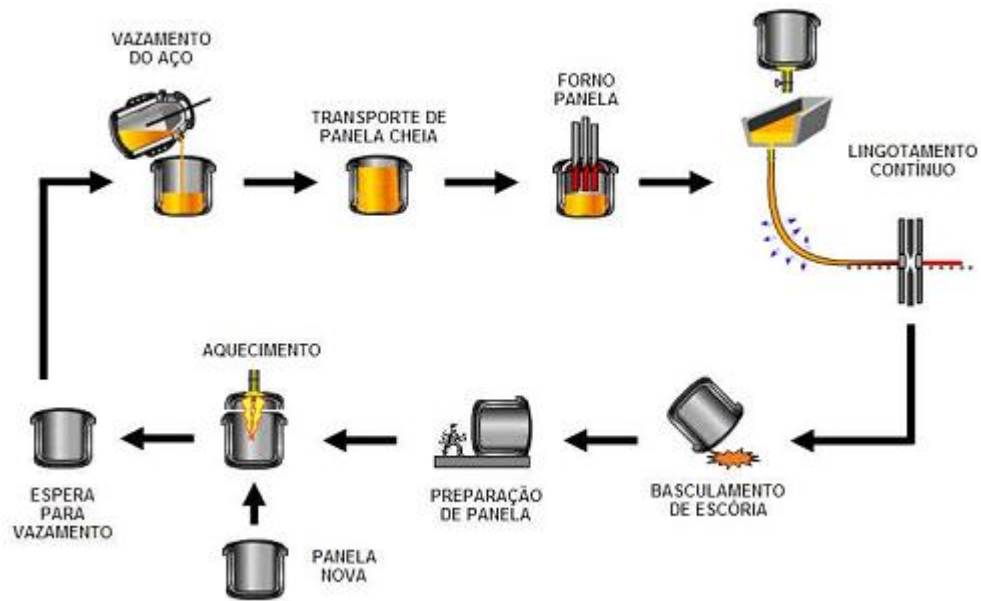 VAZAMENTO
DO AÇO
TRANSPORTE DE
PANELA CHEIA
FORNO
PANELA
LINGOTAMENTO
CONTÍNUO
BASCULAMENTO
DE ESCÓRIA
PREPARAÇÃO
DE PANELA
AQUECIMENTO
PANELA
NOVA
ESPERA
PARA
VAZAMENTO